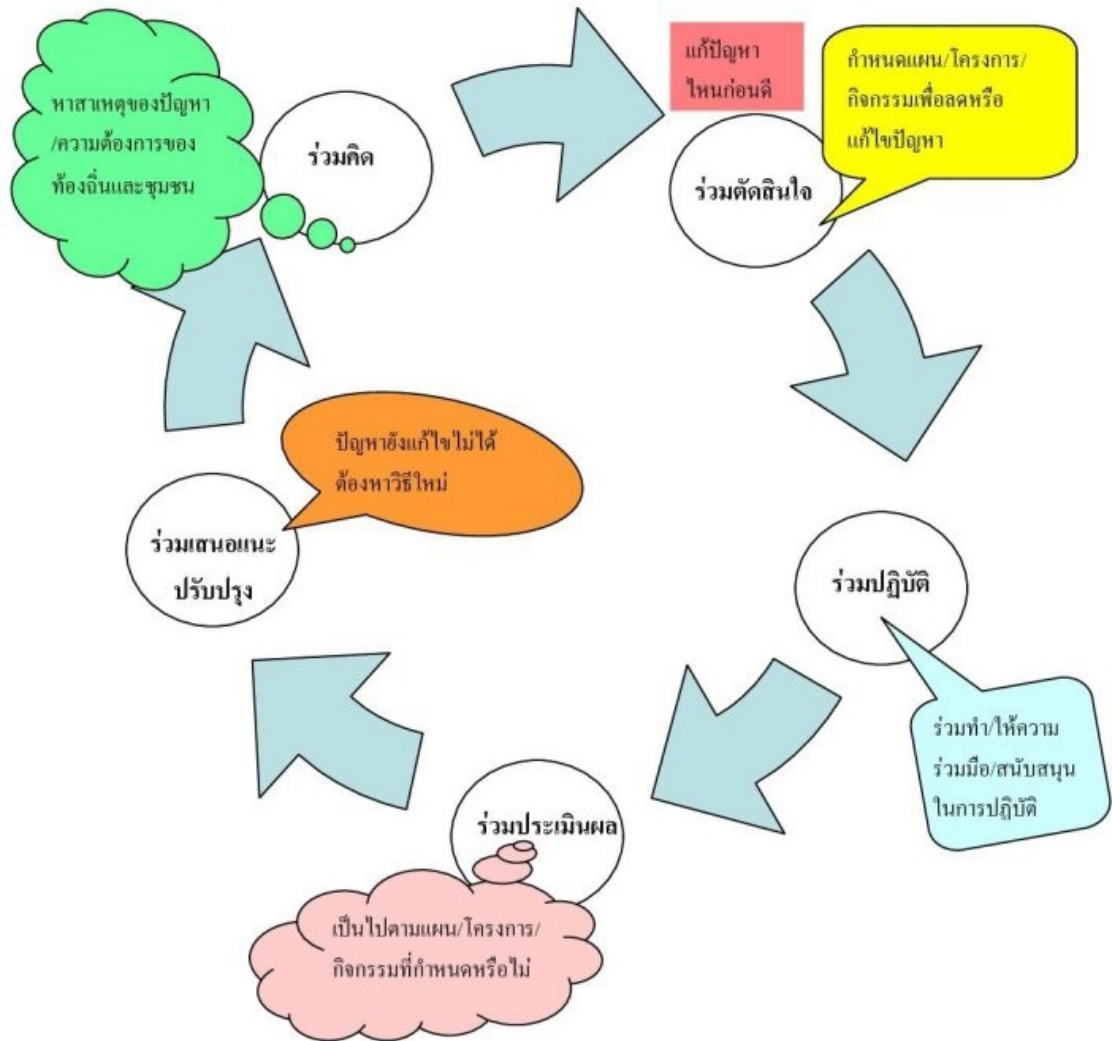 หาสาเหตุของปัญหา
/ความต้องการของ
ท้องถิ่นและชุมชน
ร่วมคิด
แก้ปัญหา
ไหนก่อนดี
กำหนดแผน/โครงการ/
กิจกรรมเพื่อลดหรือ
แก้ไขปัญหา
ร่วมตัดสินใจ
ร่วมปฏิบัติ
ร่วมทำ/ให้ความ
ร่วมมือ/สนับสนุน
ในการปฏิบัติ
ร่วมประเมินผล
เป็นไปตามแผน/โครงการ/
กิจกรรมที่กำหนดหรือไม่
ร่วมเสนอแนะ
ปรับปรุง
ปัญหายังแก้ไขไม่ได้
ต้องหาวิธีใหม่